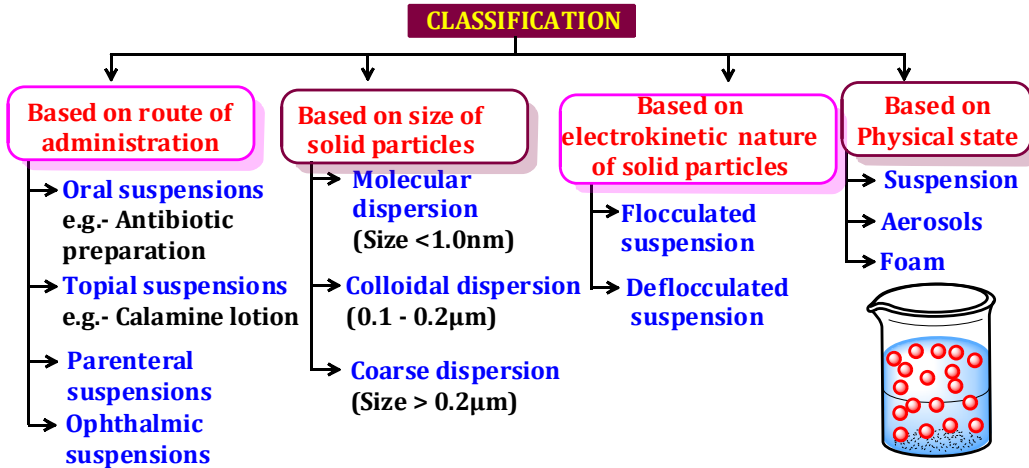 CLASSIFICATION
Based on route of
administration
Oral suspensions
e.g.- Antibiotic
preparation
Topial suspensions
e.g.- Calamine lotion
Parenteral
suspensions
Ophthalmic
suspensions
Based on size of
solid particles
Molecular
dispersion
(Size <1.0nm)
Colloidal dispersion
(0.1 - 0.2μm)
Coarse dispersion
(Size > 0.2μm)
Based on
electrokinetic nature
of solid particles
Flocculated
suspension
Deflocculated
suspension
Based on
Physical state
Suspension
Aerosols
Foam